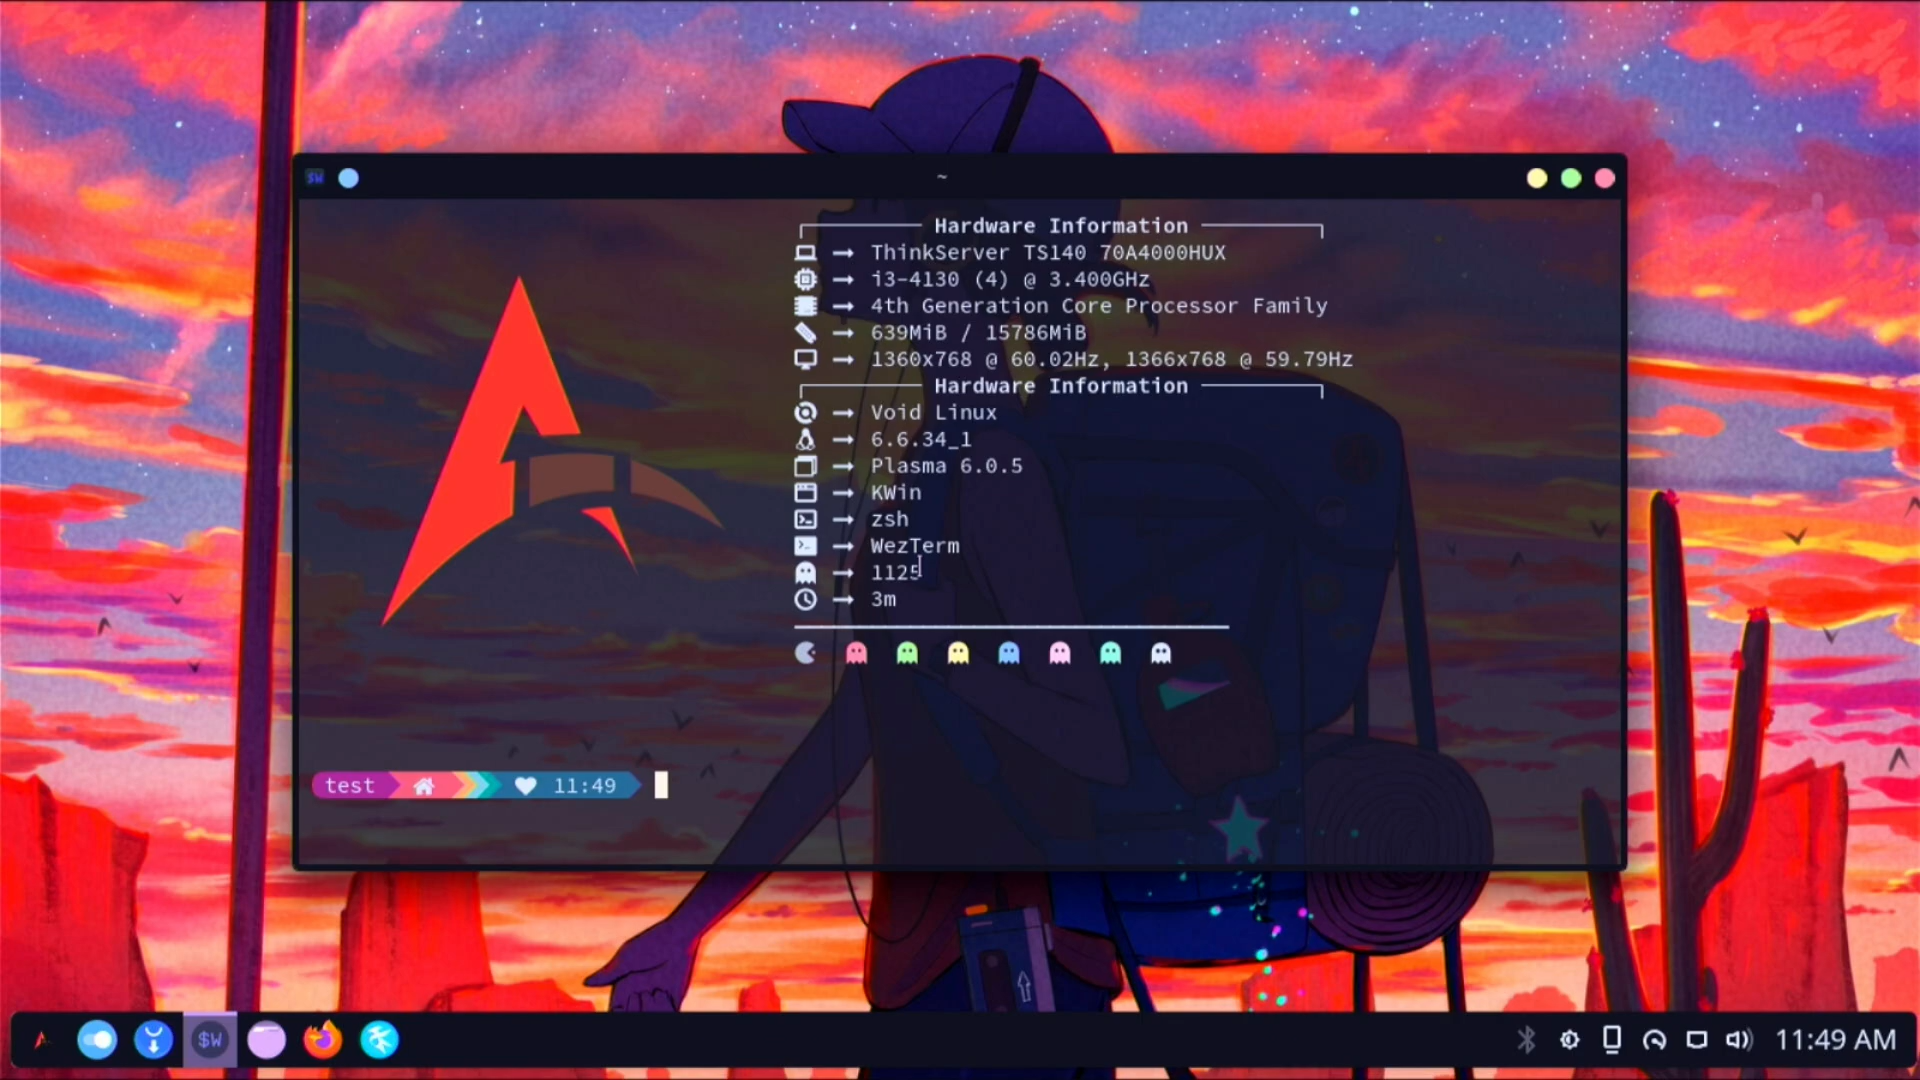 $W
~
Hardware Information
ThinkServer TS140 70A4000HUX
i3-4130 (4) @ 3.400GHz
4th Generation Core Processor Family
639MiB / 15786MiB
1360x768 @ 60.02Hz, 1366x768 @ 59.79Hz
Hardware Information
Void Linux
6.6.34_1
Plasma 6.0.5
KWin
zsh
WezTerm
1125
3m
test 11:49
$W
11:49 AM